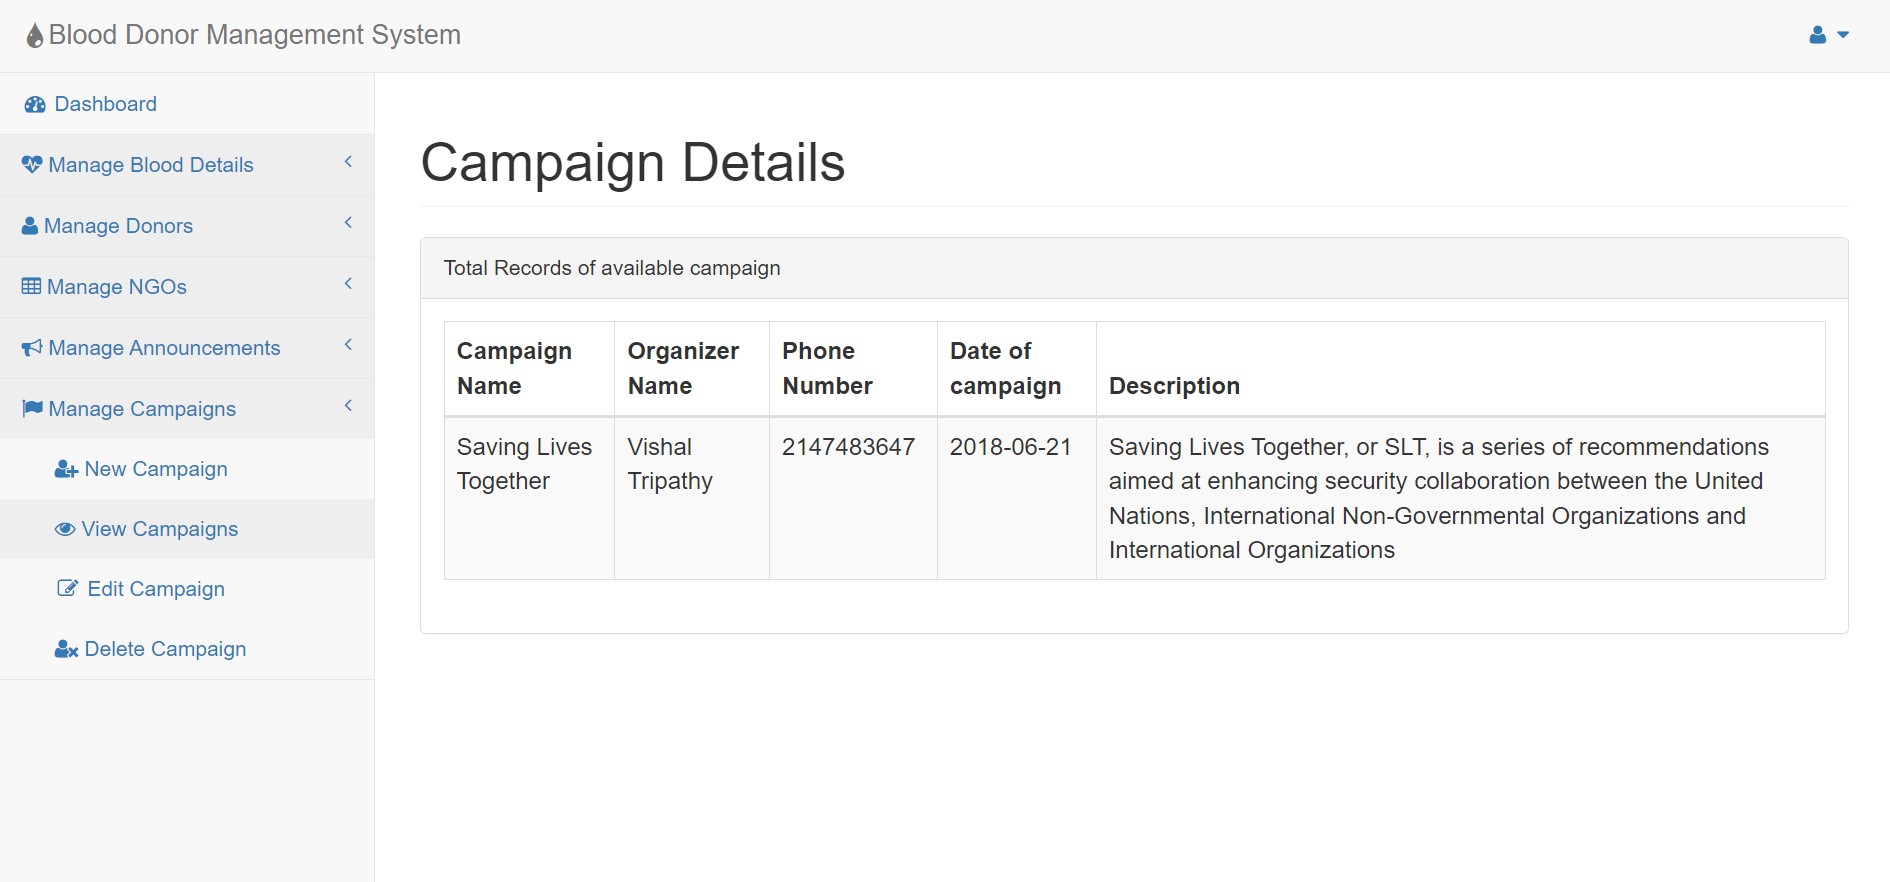 Blood Donor Management System
Dashboard
Manage Blood Details
Manage Donors
Manage NGOs
Manage Announcements
Manage Campaigns
New Campaign
View Campaigns
Edit Campaign
Delete Campaign
Campaign Details
Total Records of available campaign
Campaign Name
Organizer Name
Phone Number
Date of campaign
Description
Saving Lives
Together
Vishal
Tripathy
2147483647
2018-06-21
Saving Lives Together, or SLT, is a series of recommendations
aimed at enhancing security collaboration between the United
Nations, International Non-Governmental Organizations and
International Organizations